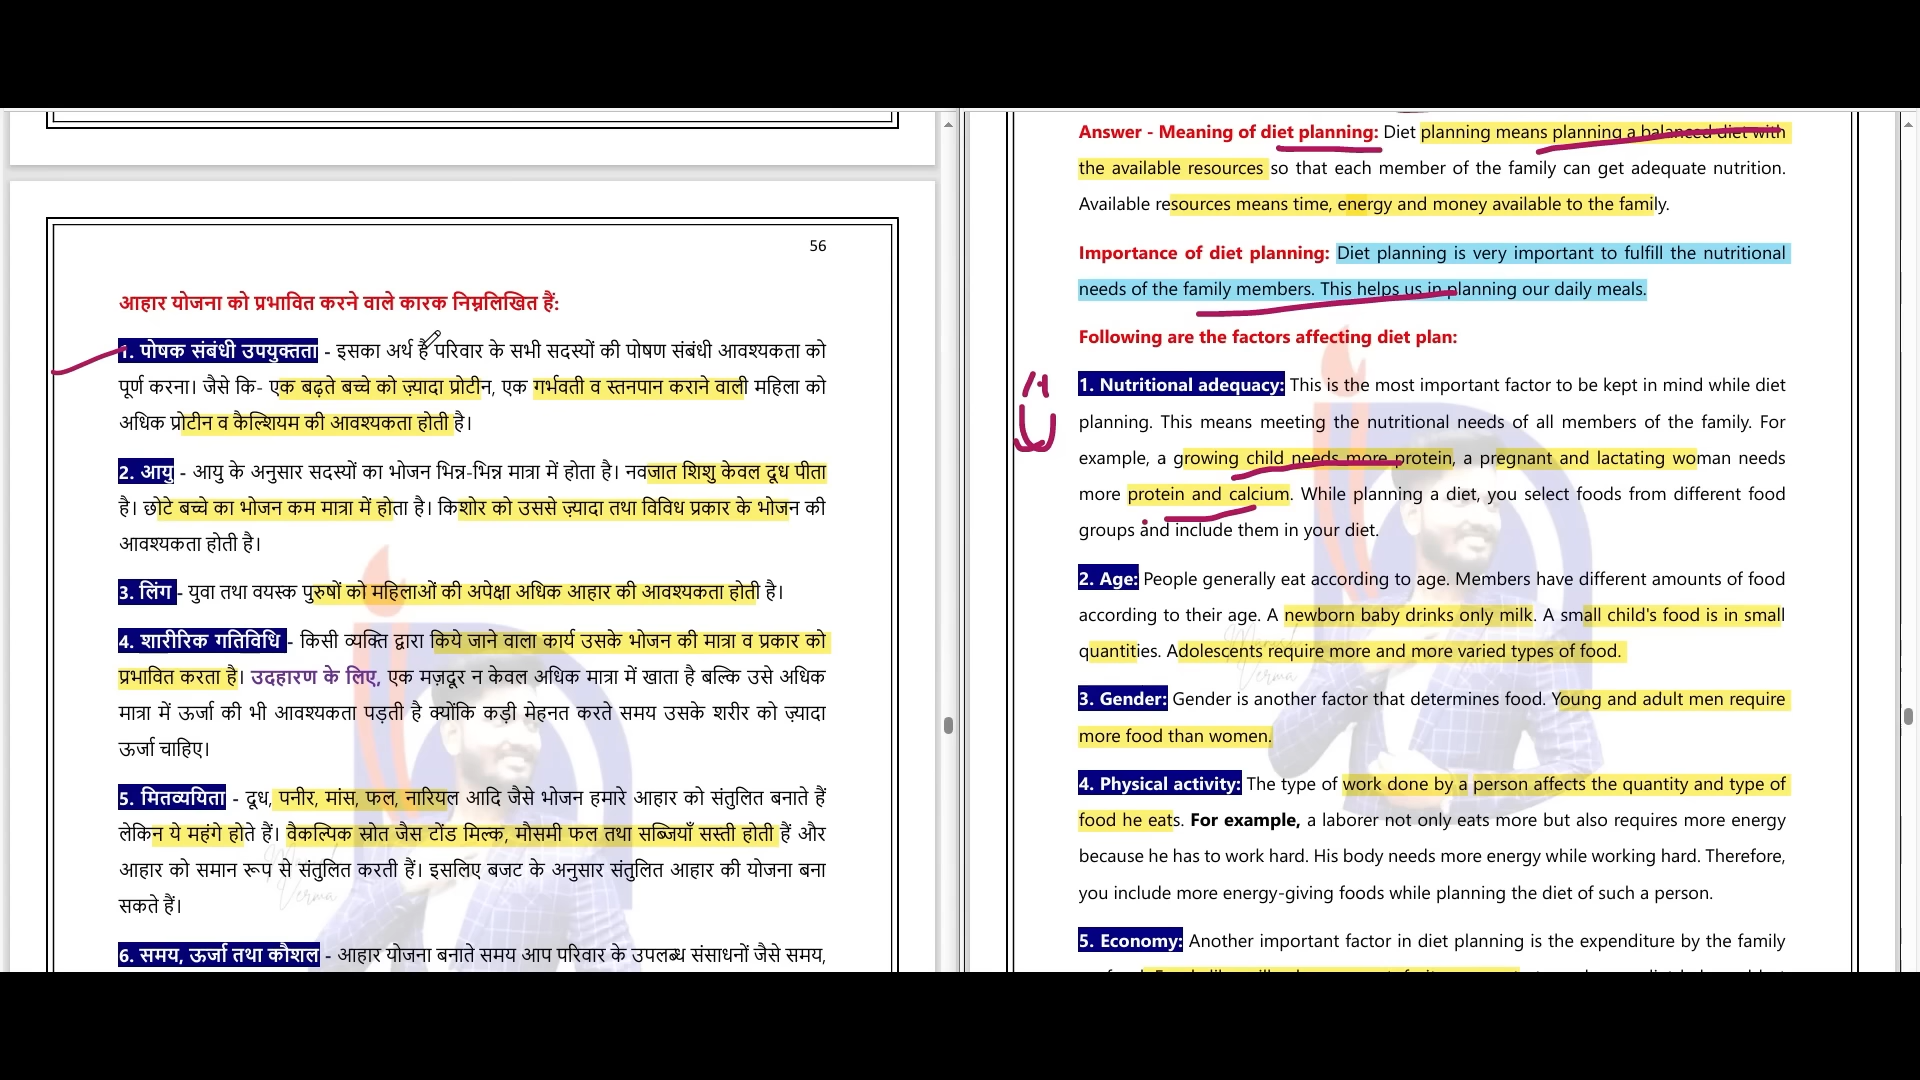 56
आहार योजना को प्रभावित करने वाले कारक निम्नलिखित हैं:
1. पोषक संबंधी उपयुक्तता - इसका अर्थ है परिवार के सभी सदस्यों की पोषण संबंधी आवश्यकता को
पूर्ण करना। जैसे कि- एक बढ़ते बच्चे को ज़्यादा प्रोटीन, एक गर्भवती व स्तनपान कराने वाली महिला को
अधिक प्रोटीन व कैल्शियम की आवश्यकता होती है।
2. आयु - आयु के अनुसार सदस्यों का भोजन भिन्न-भिन्न मात्रा में होता है। नवजात शिशु केवल दूध पीता
है। छोटे बच्चे का भोजन कम मात्रा में होता है। किशोर को उससे ज़्यादा तथा विविध प्रकार के भोजन की
आवश्यकता होती है।
3. लिंग - युवा तथा वयस्क पुरुषों को महिलाओं की अपेक्षा अधिक आहार की आवश्यकता होती है।
4. शारीरिक गतिविधि - किसी व्यक्ति द्वारा किये जाने वाला कार्य उसके भोजन की मात्रा व प्रकार को
प्रभावित करता है। उदहारण के लिए, एक मज़दूर न केवल अधिक मात्रा में खाता है बल्कि उसे अधिक
मात्रा में ऊर्जा की भी आवश्यकता पड़ती है क्योंकि कड़ी मेहनत करते समय उसके शरीर को ज़्यादा
ऊर्जा चाहिए।
5. मितव्ययिता - दूध, पनीर, मांस, फल, नारियल आदि जैसे भोजन हमारे आहार को संतुलित बनाते हैं
लेकिन ये महंगे होते हैं। वैकल्पिक स्रोत जैस टोंड मिल्क, मौसमी फल तथा सब्जियाँ सस्ती होती हैं और
आहार को समान रूप से संतुलित करती हैं। इसलिए बजट के अनुसार संतुलित आहार की योजना बना
सकते हैं।
6. समय, ऊर्जा तथा कौशल - आहार योजना बनाते समय आप परिवार के उपलब्ध संसाधनों जैसे समय,
Manish
Verma
Answer - Meaning of diet planning: Diet planning means planning a balanced diet with
the available resources so that each member of the family can get adequate nutrition.
Available resources means time, energy and money available to the family.
Importance of diet planning: Diet planning is very important to fulfill the nutritional
needs of the family members. This helps us in planning our daily meals.
Following are the factors affecting diet plan:
1. Nutritional adequacy: This is the most important factor to be kept in mind while diet
planning. This means meeting the nutritional needs of all members of the family. For
example, a growing child needs more protein, a pregnant and lactating woman needs
more protein and calcium. While planning a diet, you select foods from different food
groups and include them in your diet.
2. Age: People generally eat according to age. Members have different amounts of food
according to their age. A newborn baby drinks only milk. A small child's food is in small
quantities. Adolescents require more and more varied types of food.
3. Gender: Gender is another factor that determines food. Young and adult men require
more food than women.
4. Physical activity: The type of work done by a person affects the quantity and type of
food he eats. For example, a laborer not only eats more but also requires more energy
because he has to work hard. His body needs more energy while working hard. Therefore,
you include more energy-giving foods while planning the diet of such a person.
5. Economy: Another important factor in diet planning is the expenditure by the family
Manish
Verma